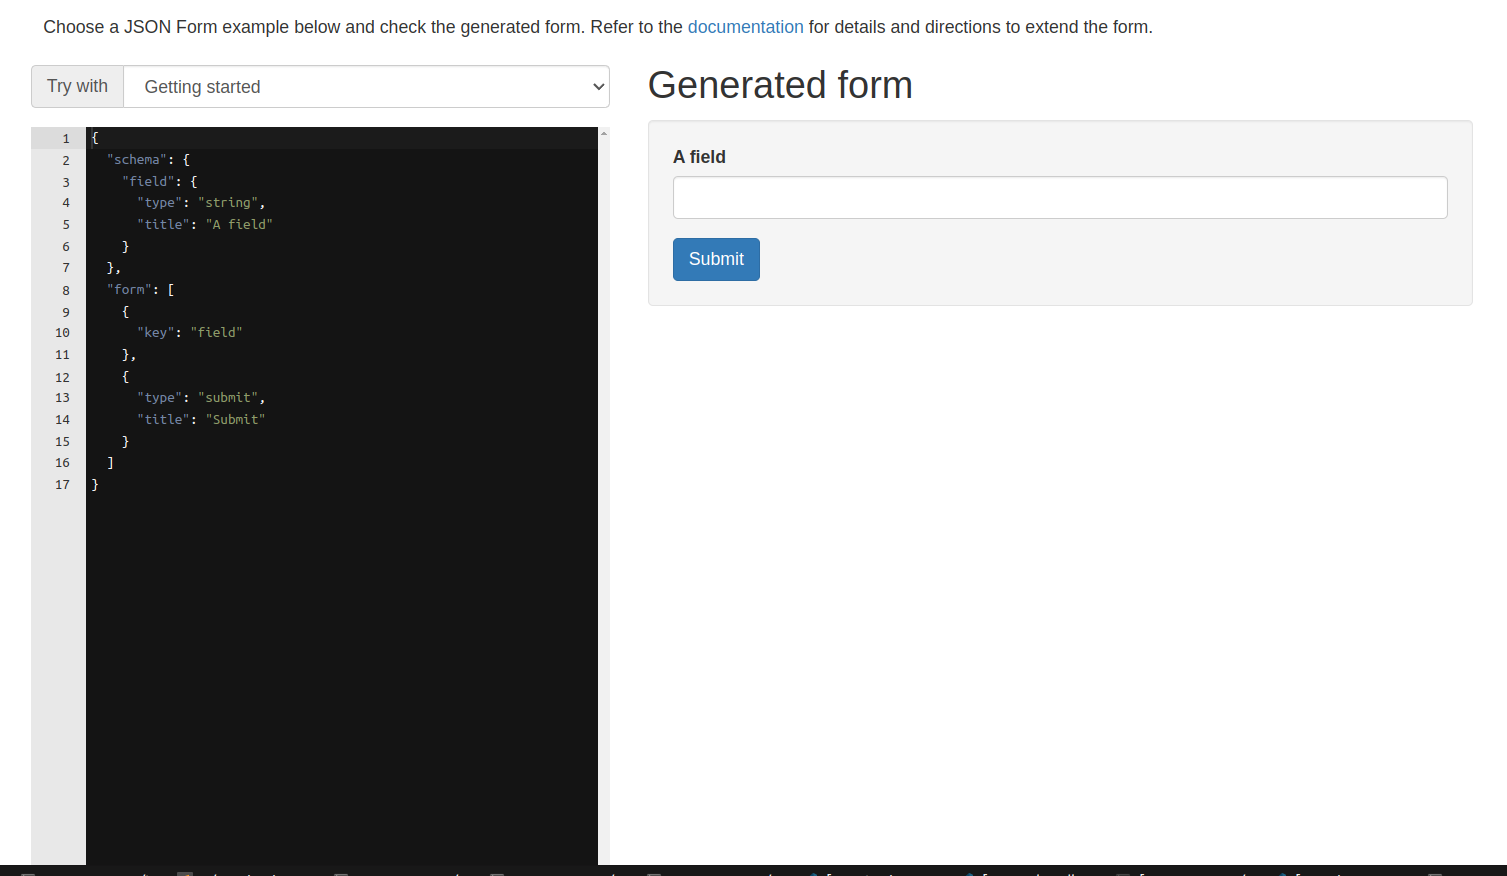 Choose a JSON Form example below and check the generated form. Refer to the documentation for details and directions to extend the form.
Try with
Getting started
1 {
2 "schema": {
3 "field": {
4 "type": "string",
5 "title": "A field"
6 }
7 },
8 "form": [
9 {
10 "key": "field"
11 },
12 {
13 "type": "submit",
14 "title": "Submit"
15 }
16 ]
17 }
Generated form
A field
Submit